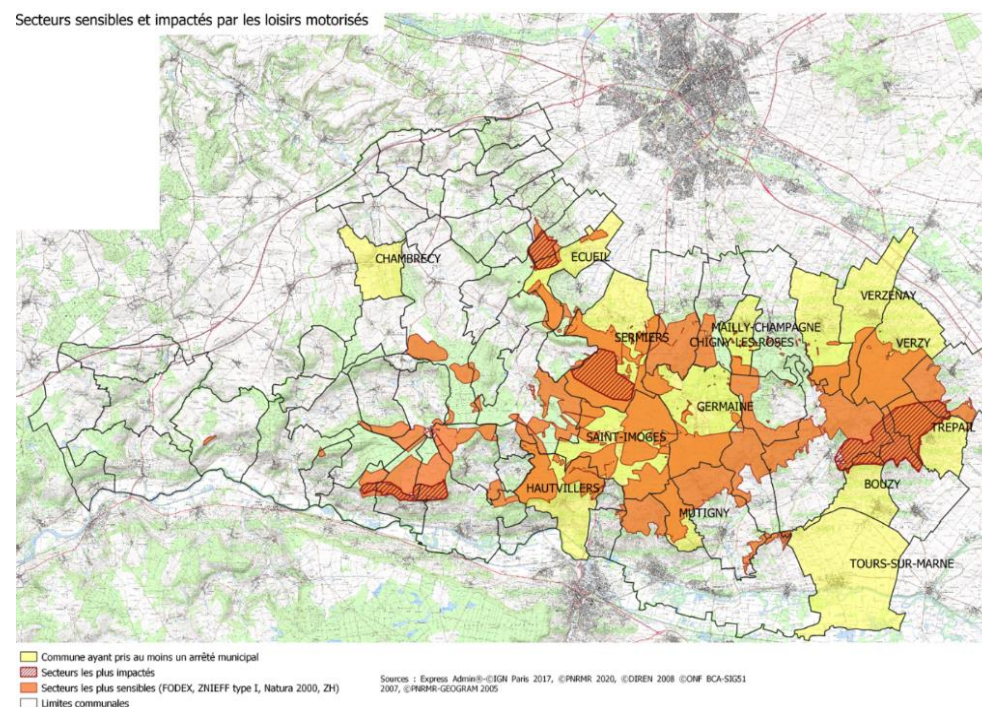 Secteurs sensibles et impactés par les loisirs motorisés
CHAMBRECY
ECUEIL
VERZENAY
MAILLY-CHAMPAGNE
SERMIERS
CHIGNY-LES-ROSES
VERZY
GERMAINE
TREPAIL
SAINT-IMOGES
BOUZY
HAUTVILLERS
MUTIGNY
TOURS-SUR-MARNE
Commune ayant pris au moins un arrêté municipal
Secteurs les plus impactés
Secteurs les plus sensibles (FODEX, ZNIEFF type I, Natura 2000, ZH)
Limites communales
Sources : Express Admin®-©IGN Paris 2017, ©PNRMR 2020, ©DIREN 2008 ©ONF BCA-SIG51
2007, ©PNRMR-GEOGRAM 2005